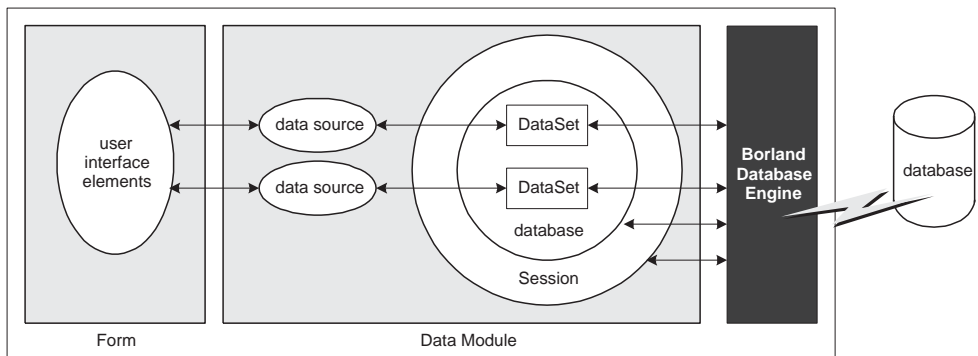 user
interface
elements
data source
data source
DataSet
DataSet
database
Session
Borland
Database
Engine
database
Form
Data Module